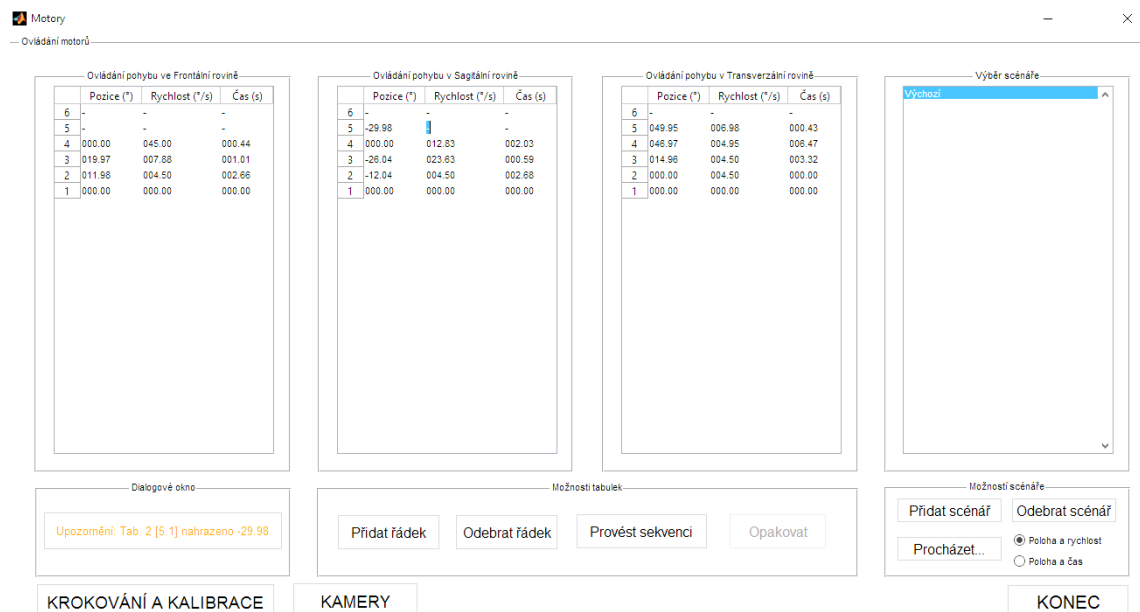 Motory
Ovládání motorů
Ovládání pohybu ve Frontální rovině
Pozice (°) Rychlost (°/s) Čas (s)
6 - - -
5 - - -
4 000.00 045.00 000.44
3 019.97 007.88 001.01
2 011.98 004.50 002.66
1 000.00 000.00 000.00
Ovládání pohybu v Sagitální rovině
Pozice (°) Rychlost (°/s) Čas (s)
6 - - -
5 -29.98 - -
4 000.00 012.83 002.03
3 -26.04 023.63 000.59
2 -12.04 004.50 002.68
1 000.00 000.00 000.00
Ovládání pohybu v Transverzální rovině
Pozice (°) Rychlost (°/s) Čas (s)
6 - - -
5 049.95 006.98 000.43
4 046.97 004.95 006.47
3 014.96 004.50 003.32
2 000.00 004.50 000.00
1 000.00 000.00 000.00
Výběr scénáře
Výchozí
Dialogové okno
Upozornění: Tab. 2 [5 1] nahrazeno -29.98
Možnosti tabulek
Přidat řádek Odebrat řádek Provést sekvenci Opakovat
Možnosti scénáře
Přidat scénář Odebrat scénář
Procházet...
Poloha a rychlost
Poloha a čas
KROKOVÁNÍ A KALIBRACE KAMERY KONEC